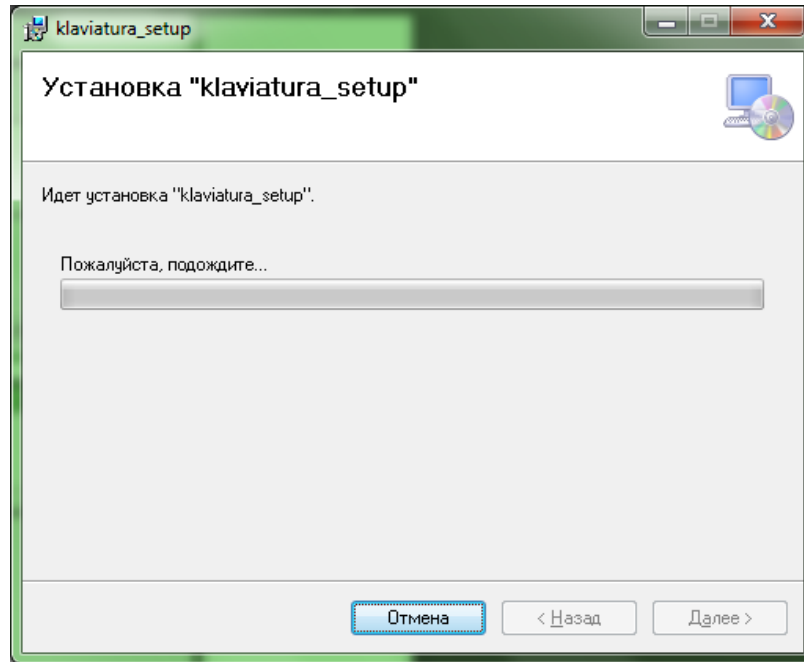 klaviatura_setup
Установка "klaviatura_setup"
Идет установка "klaviatura_setup".
Пожалуйста, подождите...
Отмена
< Назад
Далее >